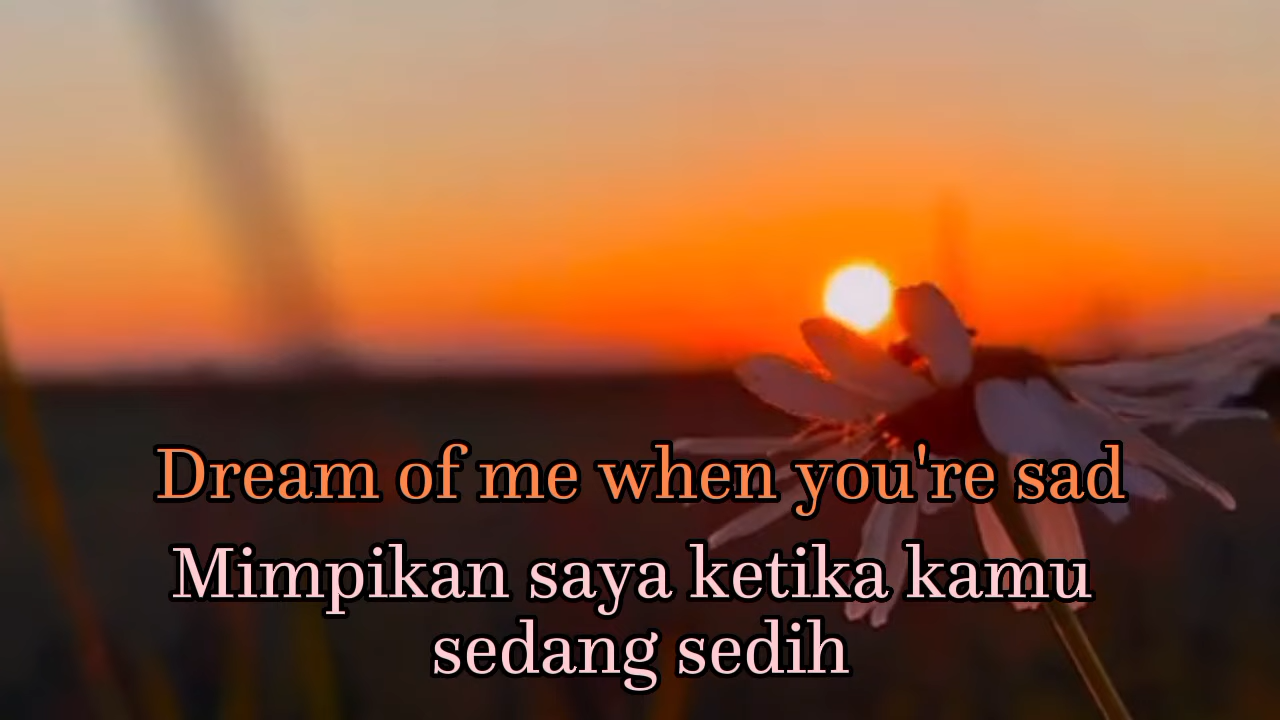 Dream of me when you're sad
Mimpikan saya ketika kamu
sedang sedih